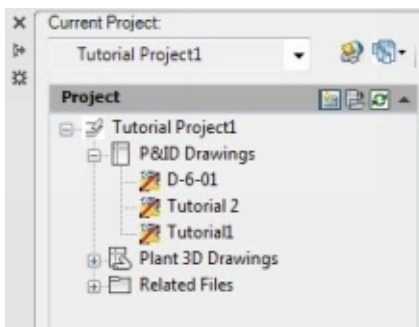 Current Project:
Tutorial Project1
Project
Tutorial Project1
P&ID Drawings
D-6-01
Tutorial 2
Tutorial1
Plant 3D Drawings
Related Files